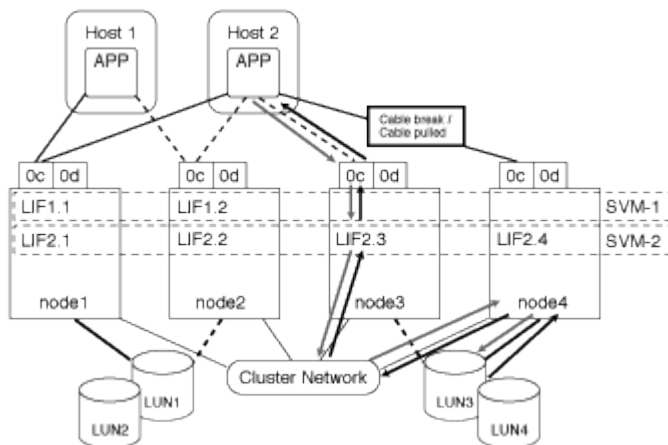 Host 1
Host 2
APP
APP
Cable break /
Cable pulled
0c 0d
0c 0d
0c 0d
0c 0d
LIF1.1
LIF1.2
SVM-1
LIF2.1
LIF2.2
LIF2.3
LIF2.4
SVM-2
node1
node2
node3
node4
Cluster Network
LUN1
LUN2
LUN3
LUN4